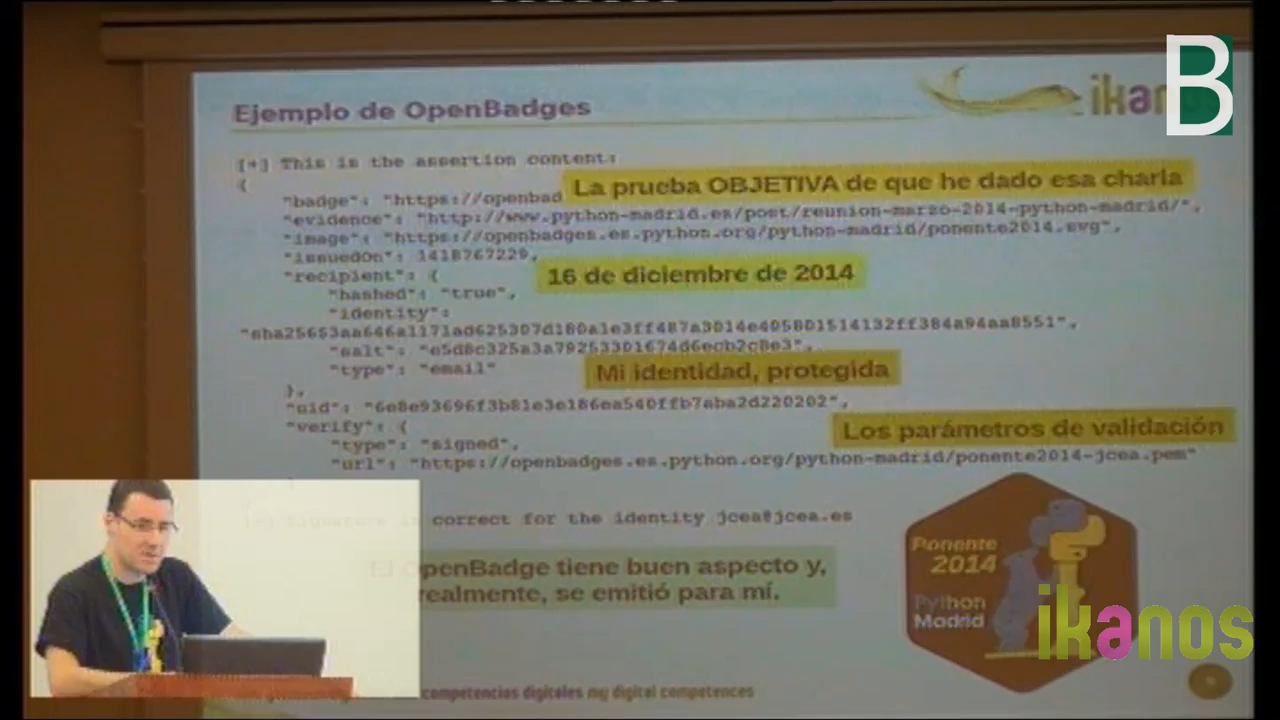 Ejemplo de OpenBadges
ikanos
B
[+] This is the assertion content:
{
"badge": "https://openbad
La prueba OBJETIVA de que he dado esa charla
"evidence": "http://www.python-madrid.es/post/reunion-marzo-2014-python-madrid/",
"image": "https://openbadges.es.python.org/python-madrid/ponente2014.svg",
"issuedOn": 1418767229,
"recipient": {
16 de diciembre de 2014
"hashed": "true",
"identity":
"salt":
"type": "email"
Mi identidad, protegida
},
"uid":
"verify": {
Los parámetros de validación
"type": "signed",
"url": "https://openbadges.es.python.org/python-madrid/ponente2014-jcea.pem"
correct for the identity jcea@jcea.es
El OpenBadge tiene buen aspecto y,
realmente, se emitió para mí.
Ponente
2014
Python
Madrid
ikanos
competencias digitales my digital competences